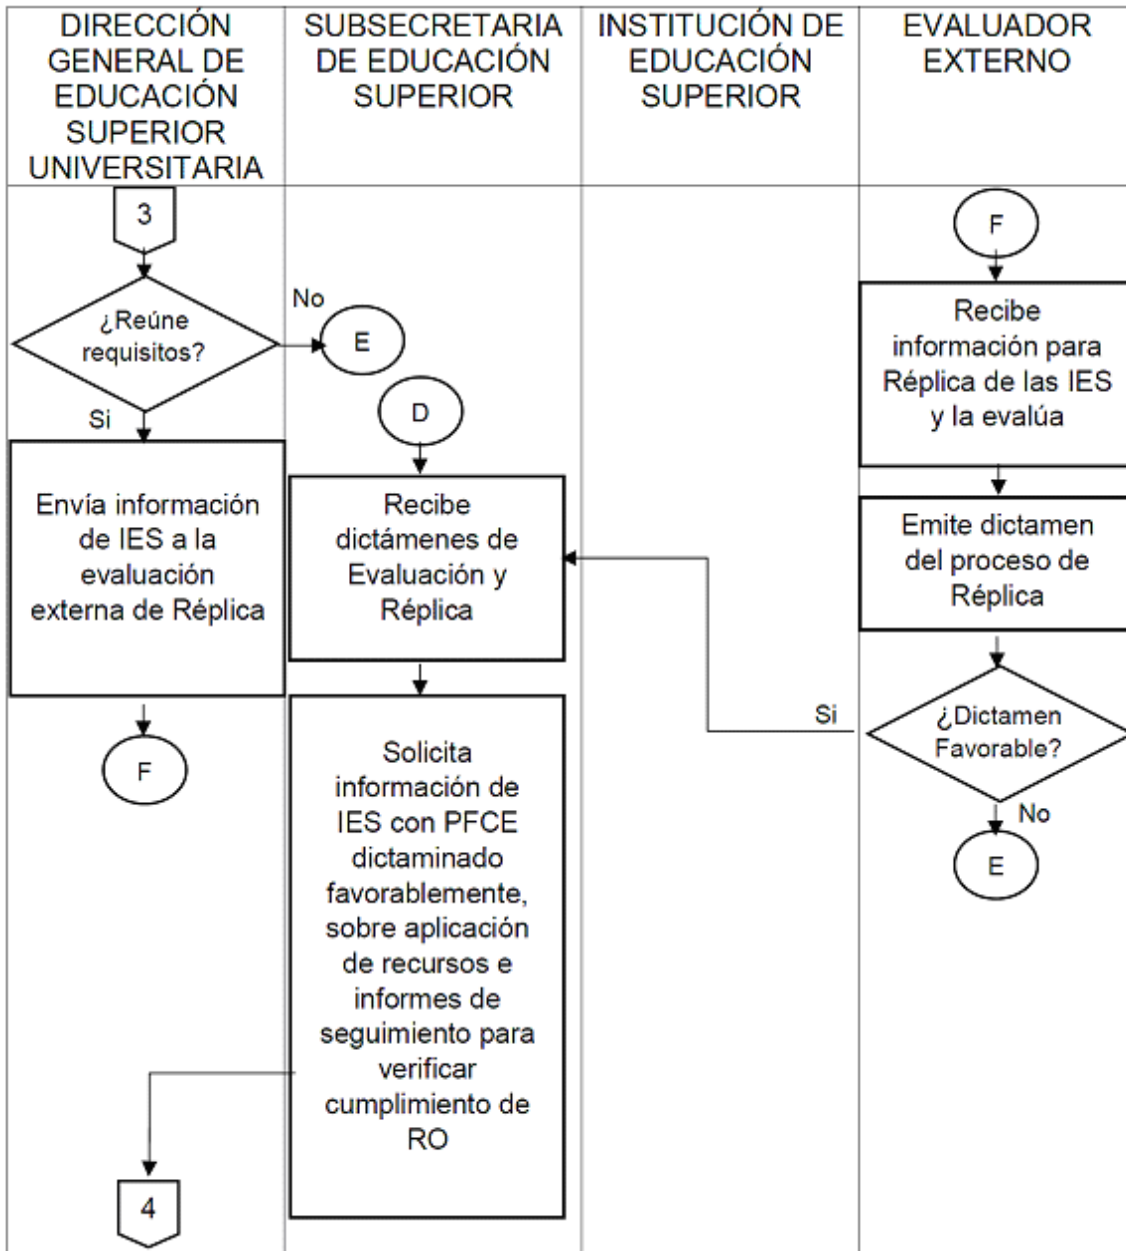 DIRECCIÓN
GENERAL DE
EDUCACIÓN
SUPERIOR
UNIVERSITARIA
SUBSECRETARIA
DE EDUCACIÓN
SUPERIOR
INSTITUCIÓN DE
EDUCACIÓN
SUPERIOR
EVALUADOR
EXTERNO
3
¿Reúne
requisitos?
No
E
Si
Envía información
de IES a la
evaluación
externa de Réplica
F
D
Recibe
dictámenes de
Evaluación y
Réplica
Solicita
información de
IES con PFCE
dictaminado
favorablemente,
sobre aplicación
de recursos e
informes de
seguimiento para
verificar
cumplimiento de
RO
4
F
Recibe
información para
Réplica de las IES
y la evalúa
Emite dictamen
del proceso de
Réplica
¿Dictamen
Favorable?
Si
No
E